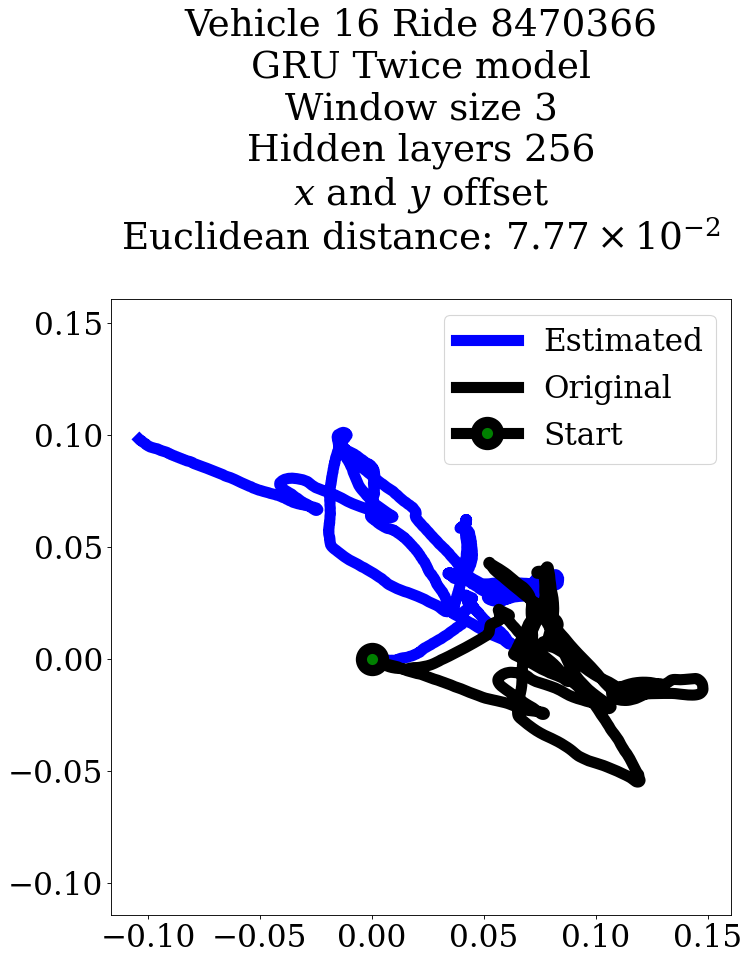 Vehicle 16 Ride 8470366
GRU Twice model
Window size 3
Hidden layers 256
x and y offset
Euclidean distance: 7.77 × 10⁻²
Estimated
Original
Start
0.15
0.10
0.05
0.00
−0.05
−0.10
−0.10 −0.05 0.00 0.05 0.10 0.15